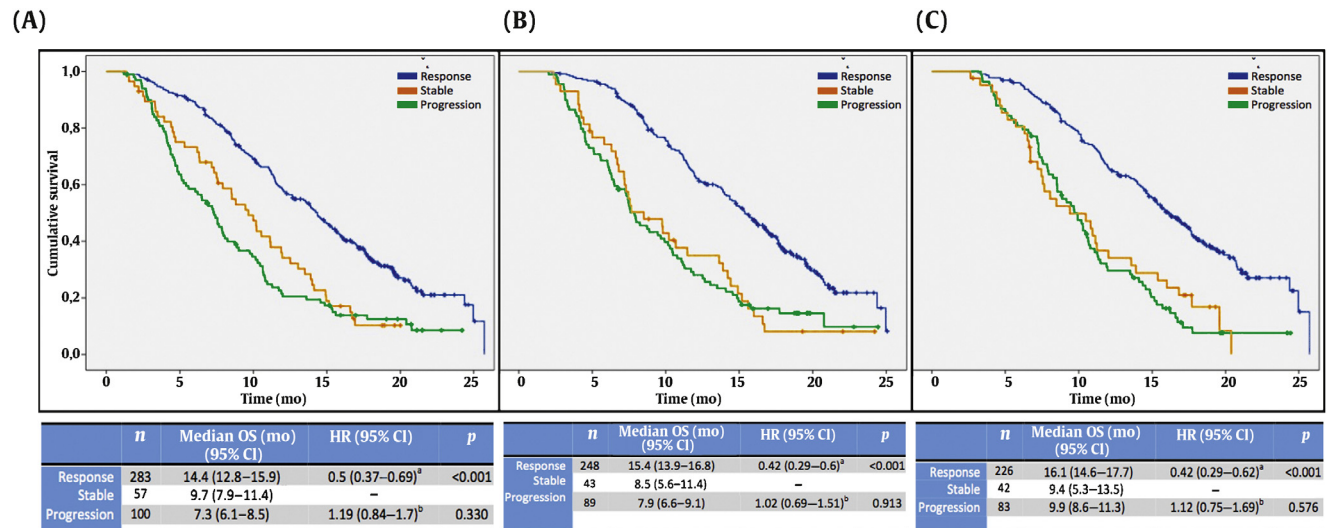 (A)
(B)
(C)
Response
Stable
Progression
1,0
0,8
0,6
0,4
0,2
0,0
Cumulative survival
0 5 10 15 20 25
Time (mo)
Response
Stable
Progression
0 5 10 15 20 25
Time (mo)
Response
Stable
Progression
0 5 10 15 20 25
Time (mo)
n Median OS (mo) HR (95% CI) p
(95% CI)
Response 283 14.4 (12.8–15.9) 0.5 (0.37–0.69)a <0.001
Stable 57 9.7 (7.9–11.4) –
Progression 100 7.3 (6.1–8.5) 1.19 (0.84–1.7)b 0.330
n Median OS (mo) HR (95% CI) p
(95% CI)
Response 248 15.4 (13.9–16.8) 0.42 (0.29–0.6)a <0.001
Stable 43 8.5 (5.6–11.4) –
Progression 89 7.9 (6.6–9.1) 1.02 (0.69–1.51)b 0.913
n Median OS (mo) HR (95% CI) p
(95% CI)
Response 226 16.1 (14.6–17.7) 0.42 (0.29–0.62)a <0.001
Stable 42 9.4 (5.3–13.5) –
Progression 83 9.9 (8.6–11.3) 1.12 (0.75–1.69)b 0.576